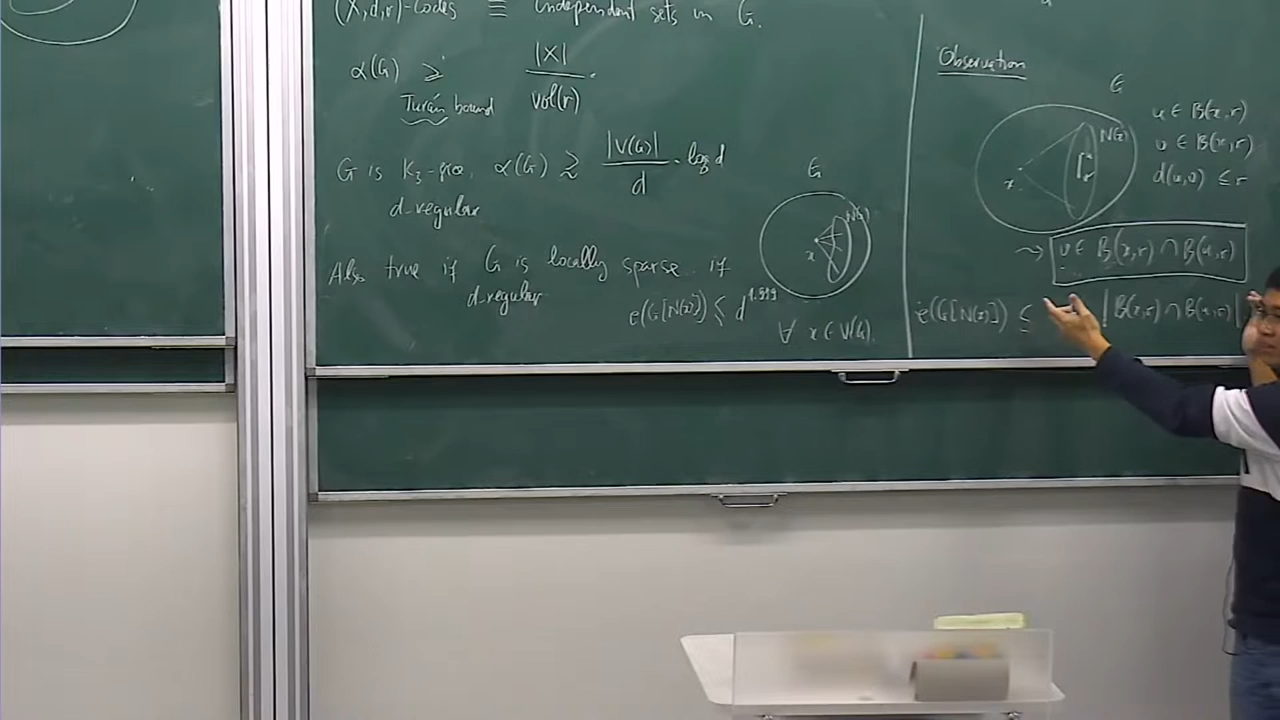 (X,d,r)-codes ≡ Independent sets in G.
α(G) ≥ |X| / vol(r) .
Turán bound
G is K₃-free, α(G) ≳ |V(G)| / d · log d
d-regular
Also true if G is locally sparse.. if
d-regular
e(G[N(x)]) ≤ d^1.999
∀ x ∈ V(G).
G
N(x)
x
Observation
G
N(x)
x
u ∈ B(x,r)
v ∈ B(x,r)
d(u,v) ≤ r
⇝ v ∈ B(x,r) ∩ B(u,r)
e(G[N(x)]) ≤ |B(x,r) ∩ B(u,r)|